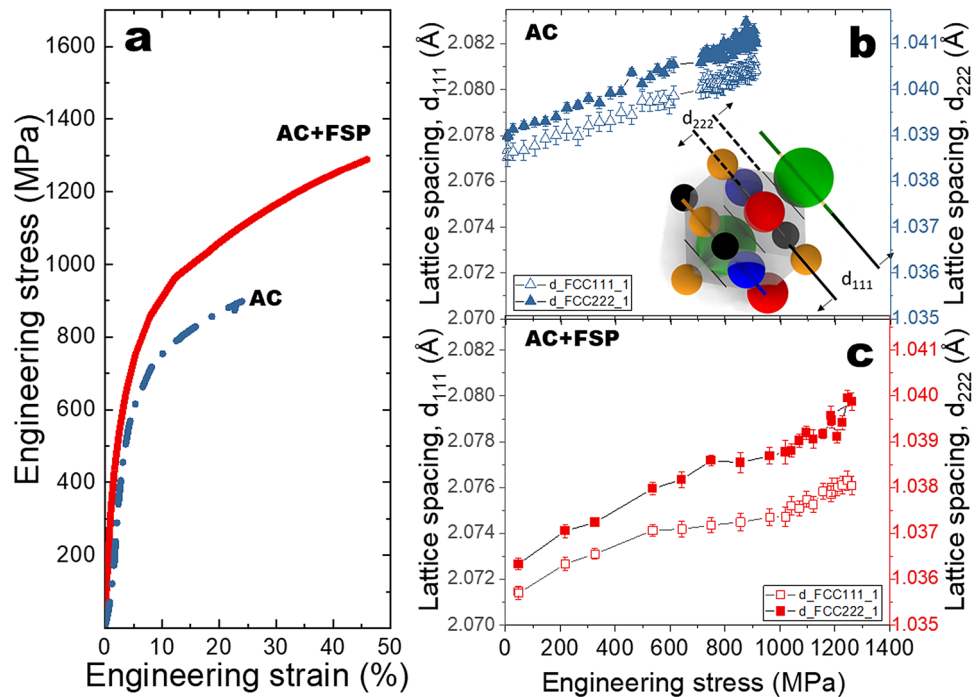 a
1600
1400
1200
1000
800
600
400
200
0 10 20 30 40 50
Engineering stress (MPa)
Engineering strain (%)
AC+FSP
AC
b
AC
2.082
2.080
2.078
2.076
2.074
2.072
2.070
Lattice spacing, d111 (Å)
1.041
1.040
1.039
1.038
1.037
1.036
1.035
Lattice spacing, d222 (Å)
d222
d111
d_FCC111_1
d_FCC222_1
c
AC+FSP
2.082
2.080
2.078
2.076
2.074
2.072
2.070
Lattice spacing, d111 (Å)
1.041
1.040
1.039
1.038
1.037
1.036
1.035
Lattice spacing, d222 (Å)
d_FCC111_1
d_FCC222_1
0 200 400 600 800 1000 1200 1400
Engineering stress (MPa)